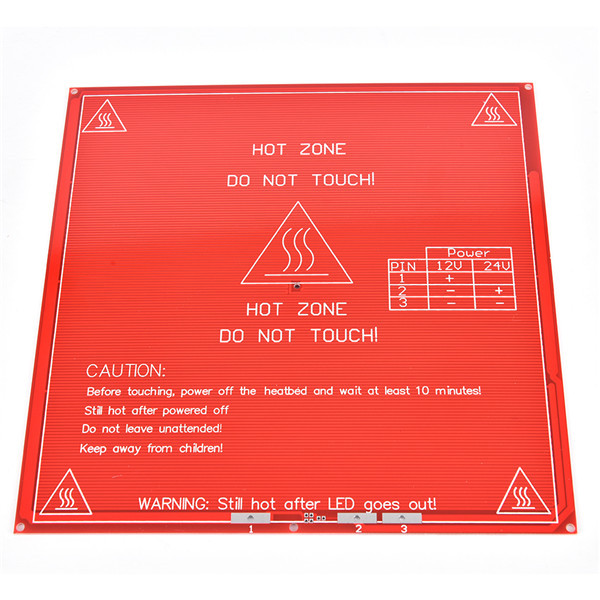 HOT ZONE
DO NOT TOUCH!
Power
PIN 12V 24V
1 + 
2 - +
3 - -
HOT ZONE
DO NOT TOUCH!
CAUTION:
Before touching, power off the heatbed and wait at least 10 minutes!
Still hot after powered off
Do not leave unattended!
Keep away from children!
WARNING: Still hot after LED goes out!
1 2 3